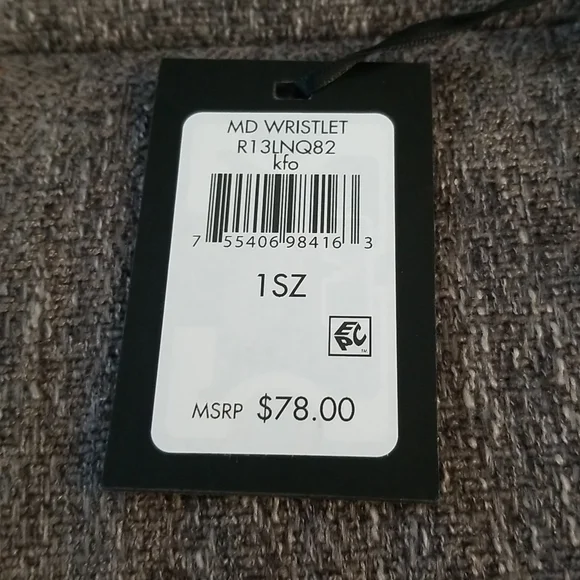 MD WRISTLET
R13LNQ82
kfo
7 55406 98416 3
1SZ
EPC
MSRP $78.00